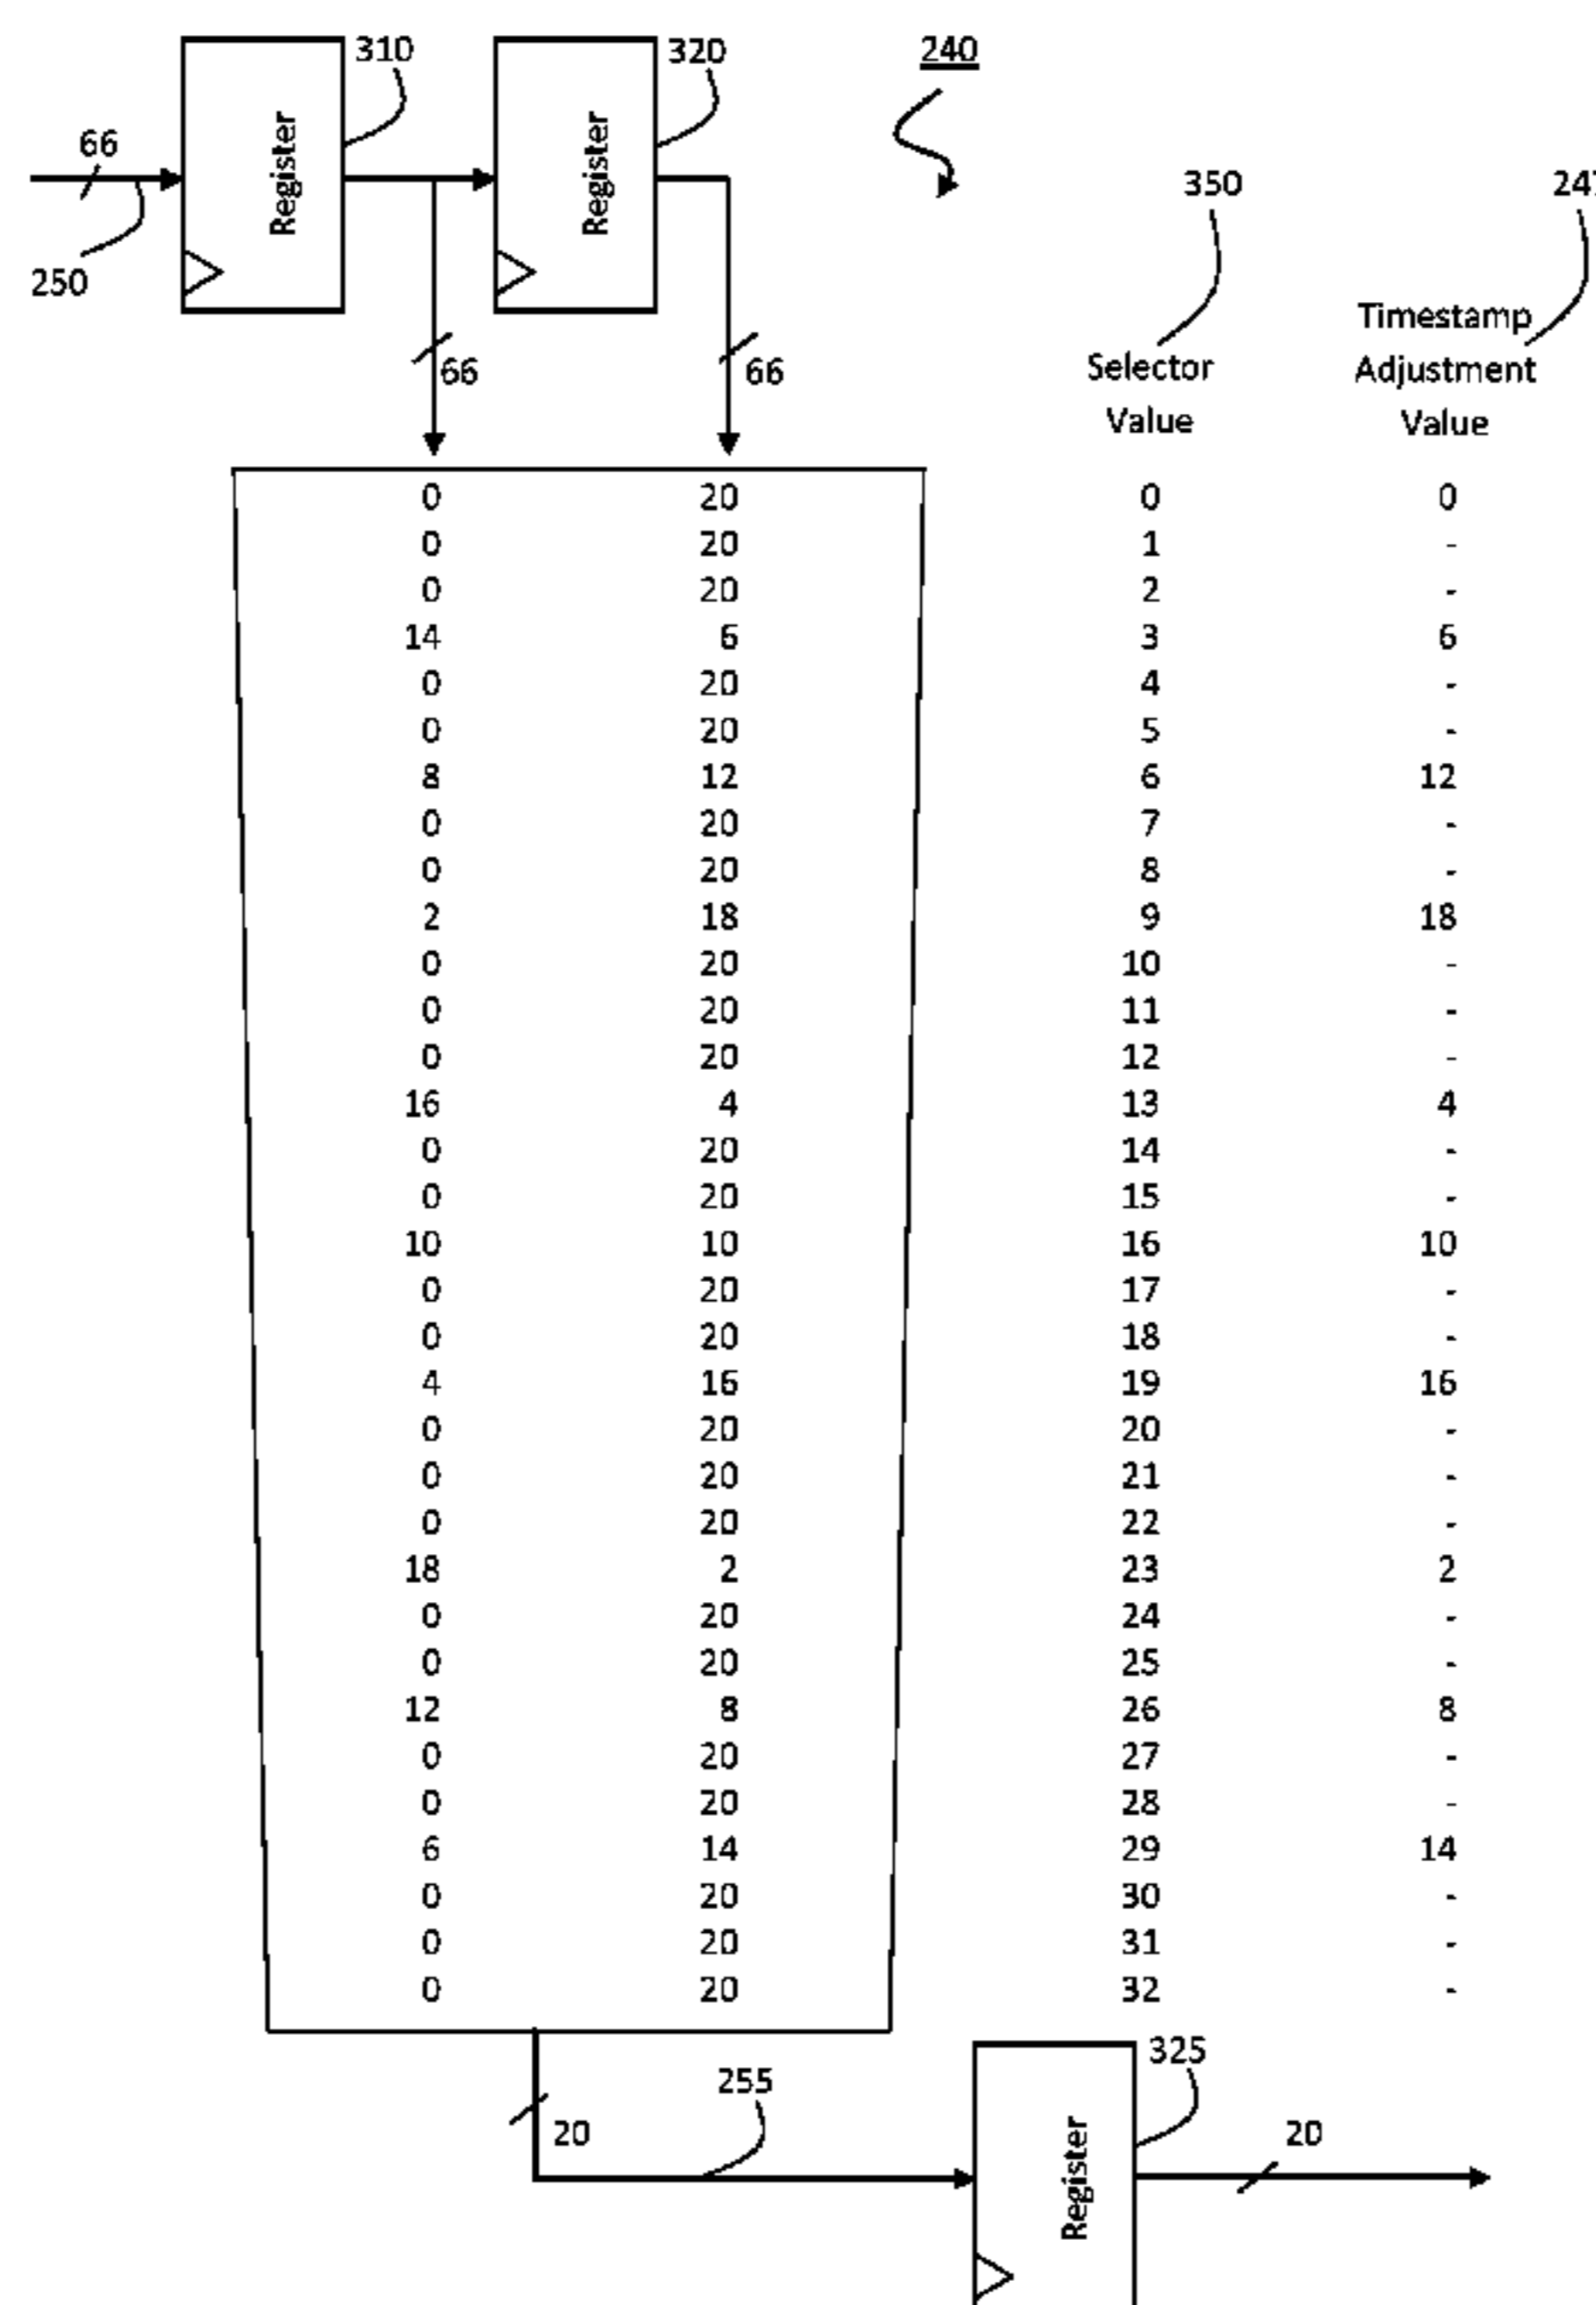 310
320
240
66
Register
Register
350
247
250
66
66
Selector
Value
Timestamp
Adjustment
Value
0 20 0 0
0 20 1 -
0 20 2 -
14 6 3 6
0 20 4 -
0 20 5 -
8 12 6 12
0 20 7 -
0 20 8 -
2 18 9 18
0 20 10 -
0 20 11 -
0 20 12 -
16 4 13 4
0 20 14 -
0 20 15 -
10 10 16 10
0 20 17 -
0 20 18 -
4 16 19 16
0 20 20 -
0 20 21 -
0 20 22 -
18 2 23 2
0 20 24 -
0 20 25 -
12 8 26 8
0 20 27 -
0 20 28 -
6 14 29 14
0 20 30 -
0 20 31 -
0 20 32 -
325
255
20
Register
20